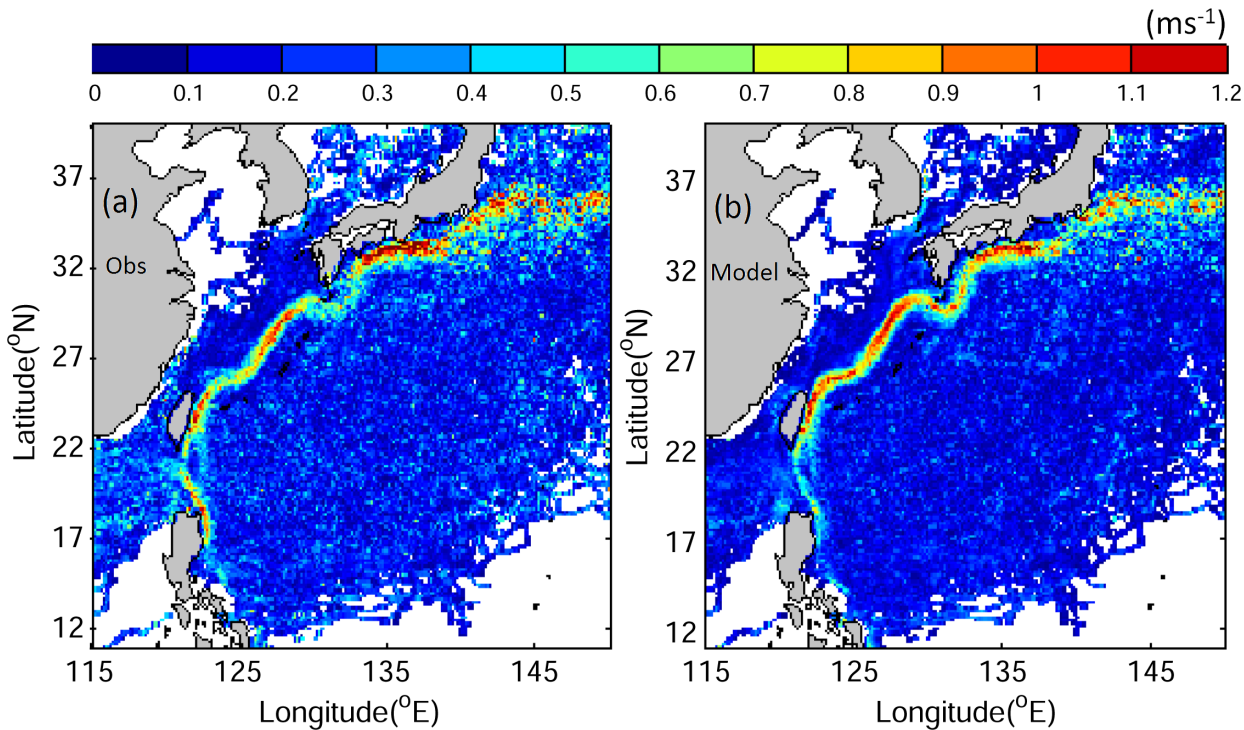 (ms⁻¹)
0 0.1 0.2 0.3 0.4 0.5 0.6 0.7 0.8 0.9 1 1.1 1.2
37 37
(a) (b)
32 Obs 32 Model
Latitude(ºN) Latitude(ºN)
27 27
22 22
17 17
12 12
115 125 135 145 115 125 135 145
Longitude(ºE) Longitude(ºE)